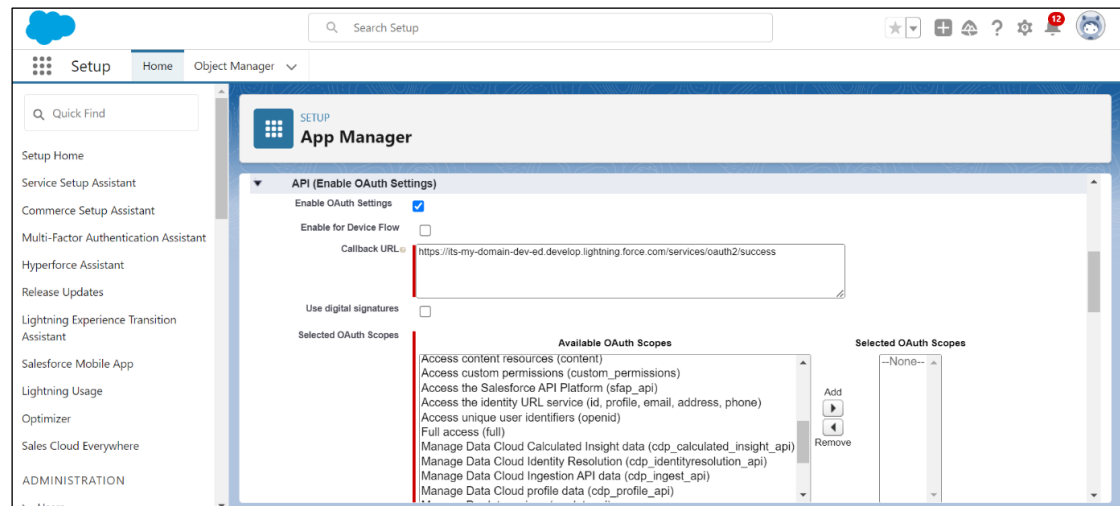 Search Setup
12
Setup
Home
Object Manager
Quick Find
Setup Home
Service Setup Assistant
Commerce Setup Assistant
Multi-Factor Authentication Assistant
Hyperforce Assistant
Release Updates
Lightning Experience Transition
Assistant
Salesforce Mobile App
Lightning Usage
Optimizer
Sales Cloud Everywhere
ADMINISTRATION
SETUP
App Manager
API (Enable OAuth Settings)
Enable OAuth Settings
Enable for Device Flow
Callback URL
https://its-my-domain-dev-ed.develop.lightning.force.com/services/oauth2/success
Use digital signatures
Selected OAuth Scopes
Available OAuth Scopes
Access content resources (content)
Access custom permissions (custom_permissions)
Access the Salesforce API Platform (sfap_api)
Access the identity URL service (id, profile, email, address, phone)
Access unique user identifiers (openid)
Full access (full)
Manage Data Cloud Calculated Insight data (cdp_calculated_insight_api)
Manage Data Cloud Identity Resolution (cdp_identityresolution_api)
Manage Data Cloud Ingestion API data (cdp_ingest_api)
Manage Data Cloud profile data (cdp_profile_api)
Add
Remove
Selected OAuth Scopes
--None--